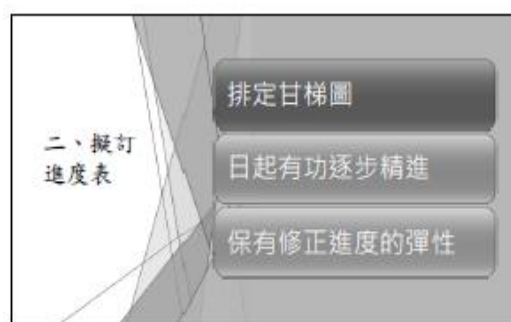 二、擬訂
進度表
排定甘梯圖
日起有功逐步精進
保有修正進度的彈性